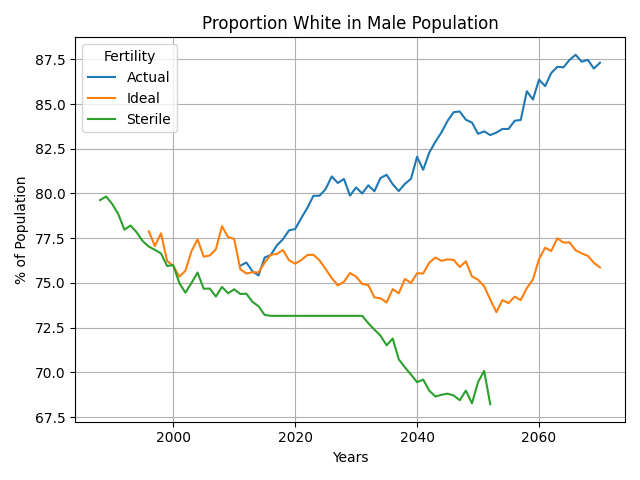 Proportion White in Male Population
Fertility
Actual
Ideal
Sterile
87.5
85.0
82.5
80.0
77.5
75.0
72.5
70.0
67.5
% of Population
2000
2020
2040
2060
Years